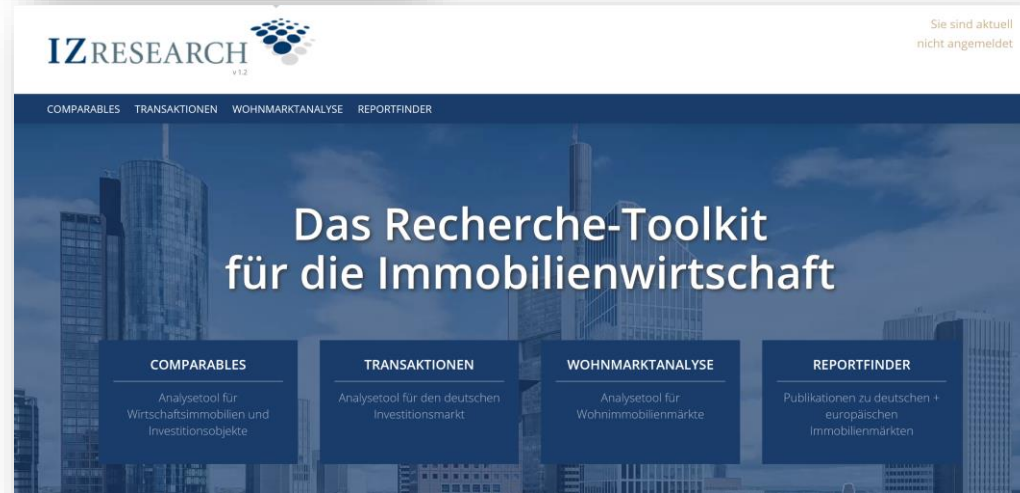 IZRESEARCH
v 1.2
Sie sind aktuell
nicht angemeldet
COMPARABLES TRANSAKTIONEN WOHNMARKTANALYSE REPORTFINDER
Das Recherche-Toolkit
für die Immobilienwirtschaft
COMPARABLES
Analysetool für
Wirtschaftsimmobilien und
Investitionsobjekte
TRANSAKTIONEN
Analysetool für den deutschen
Investitionsmarkt
WOHNMARKTANALYSE
Analysetool für
Wohnimmobilienmärkte
REPORTFINDER
Publikationen zu deutschen +
europäischen
Immobilienmärkten